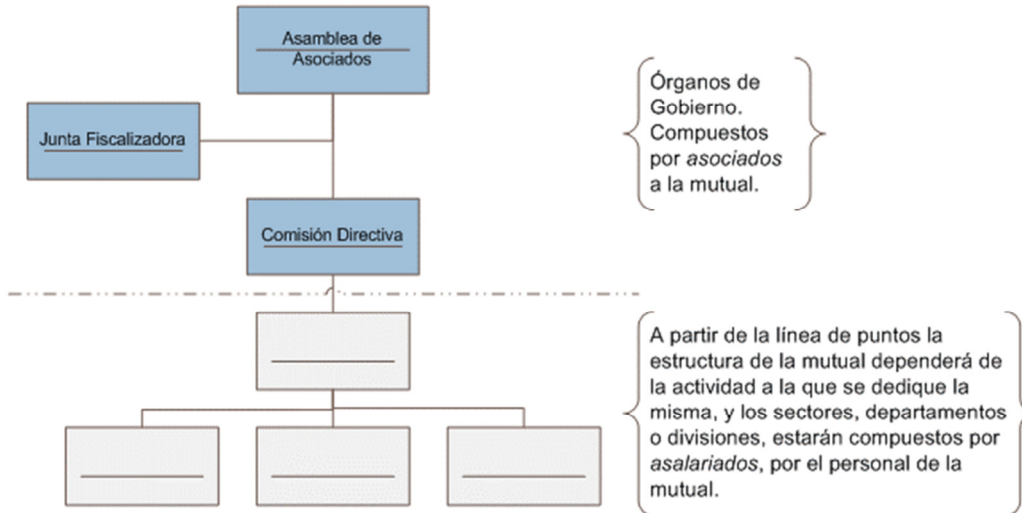 Asamblea de
Asociados
Junta Fiscalizadora
Comisión Directiva
Órganos de
Gobierno.
Compuestos
por asociados
a la mutual.
A partir de la línea de puntos la
estructura de la mutual dependerá de
la actividad a la que se dedique la
misma, y los sectores, departamentos
o divisiones, estarán compuestos por
asalariados, por el personal de la
mutual.